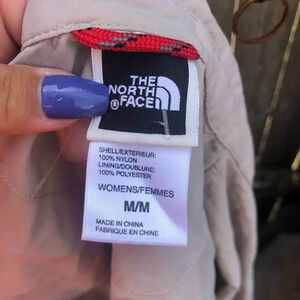 THE
NORTH
FACE
®
SHELL/EXTERIEUR:
100% NYLON
LINING/DOUBLURE:
100% POLYESTER
WOMENS/FEMMES
M/M
MADE IN CHINA
FABRIQUE EN CHINE